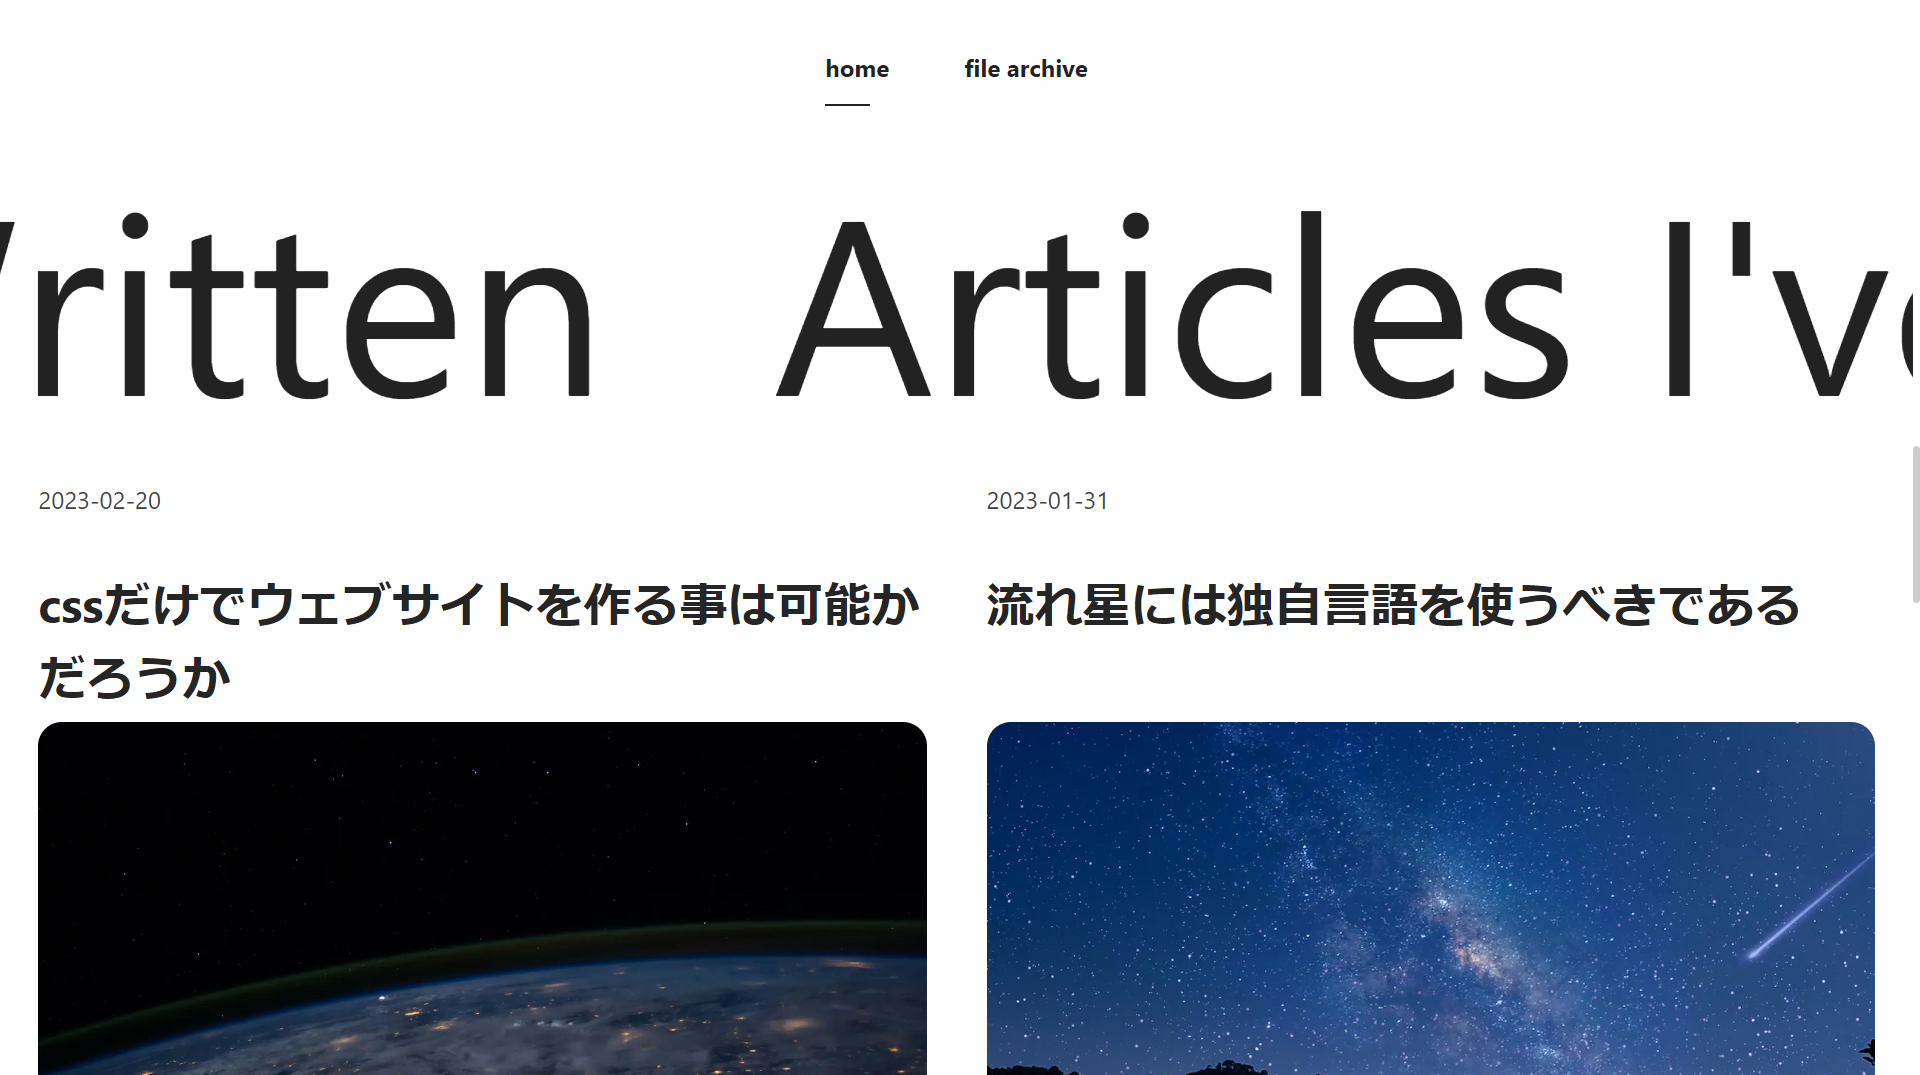 home file archive
ritten Articles I've
2023-02-20
cssだけでウェブサイトを作る事は可能か
だろうか
2023-01-31
流れ星には独自言語を使うべきである